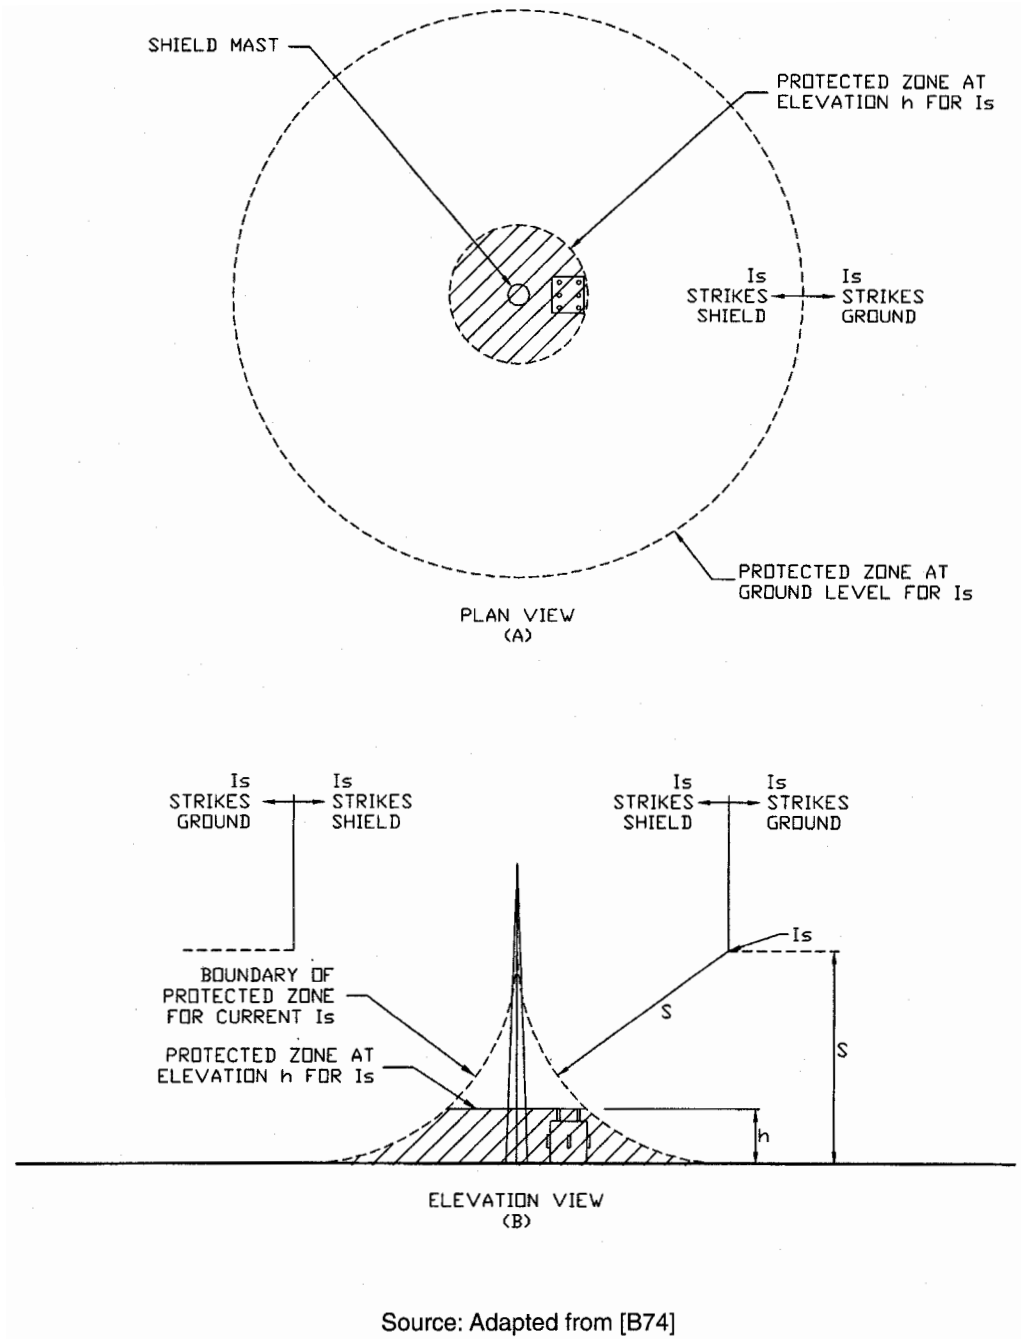 SHIELD MAST
PROTECTED ZONE AT
ELEVATION h FOR Is
Is
STRIKES
SHIELD
Is
STRIKES
GROUND
PROTECTED ZONE AT
GROUND LEVEL FOR Is
PLAN VIEW
(A)
Is
STRIKES
GROUND
Is
STRIKES
SHIELD
Is
STRIKES
SHIELD
Is
STRIKES
GROUND
Is
BOUNDARY OF
PROTECTED ZONE
FOR CURRENT Is
S
S
PROTECTED ZONE AT
ELEVATION h FOR Is
h
ELEVATION VIEW
(B)
Source: Adapted from [B74]